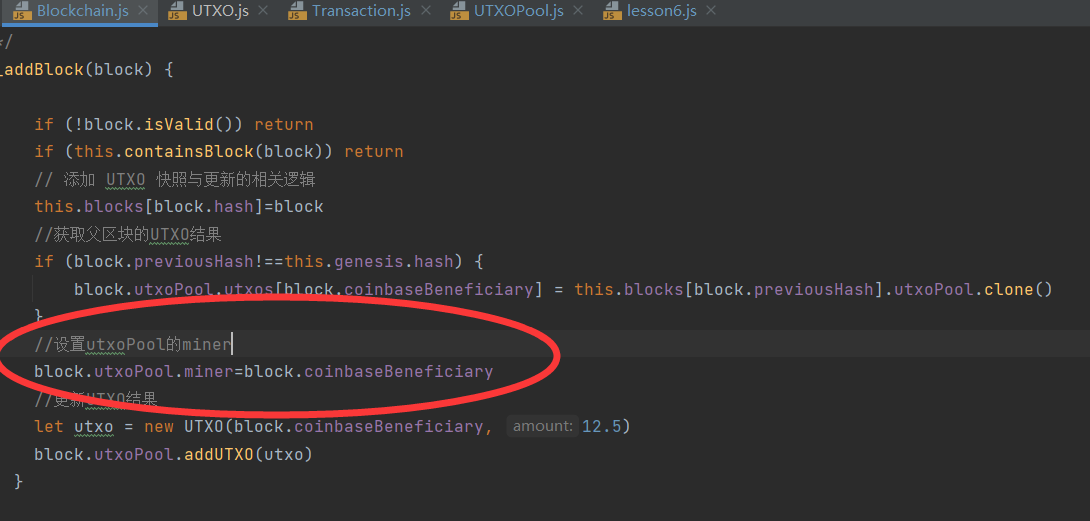 Blockchain.js UTXO.js Transaction.js UTXOPool.js lesson6.js
*/
_addBlock(block) {
if (!block.isValid()) return
if (this.containsBlock(block)) return
// 添加 UTXO 快照与更新的相关逻辑
this.blocks[block.hash]=block
//获取父区块的UTXO结果
if (block.previousHash!==this.genesis.hash) {
block.utxoPool.utxos[block.coinbaseBeneficiary] = this.blocks[block.previousHash].utxoPool.clone()
}
//设置utxoPool的miner
block.utxoPool.miner=block.coinbaseBeneficiary
//更新UTXO结果
let utxo = new UTXO(block.coinbaseBeneficiary, amount: 12.5)
block.utxoPool.addUTXO(utxo)
}